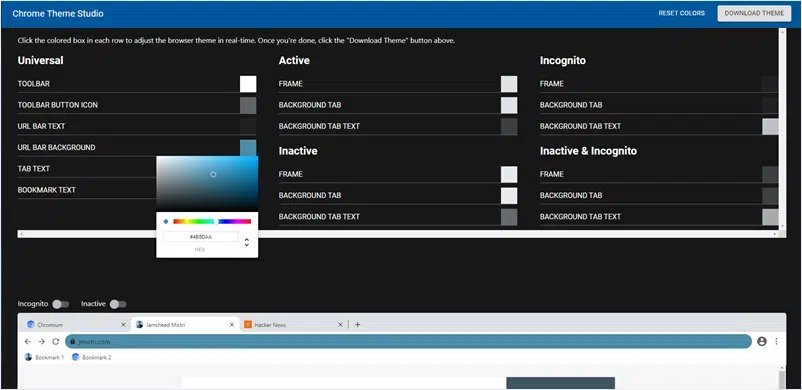 Chrome Theme Studio
RESET COLORS
DOWNLOAD THEME
Click the colored box in each row to adjust the browser theme in real-time. Once you're done, click the "Download Theme" button above.
Universal
TOOLBAR
TOOLBAR BUTTON ICON
URL BAR TEXT
URL BAR BACKGROUND
TAB TEXT
BOOKMARK TEXT
HEX
Active
FRAME
BACKGROUND TAB
BACKGROUND TAB TEXT
Inactive
FRAME
BACKGROUND TAB
BACKGROUND TAB TEXT
Incognito
FRAME
BACKGROUND TAB
BACKGROUND TAB TEXT
Inactive & Incognito
FRAME
BACKGROUND TAB
BACKGROUND TAB TEXT
Incognito
Inactive
Chromium
Jamsheed Mistri
Hacker News
jmistri.com
Bookmark 1
Bookmark 2